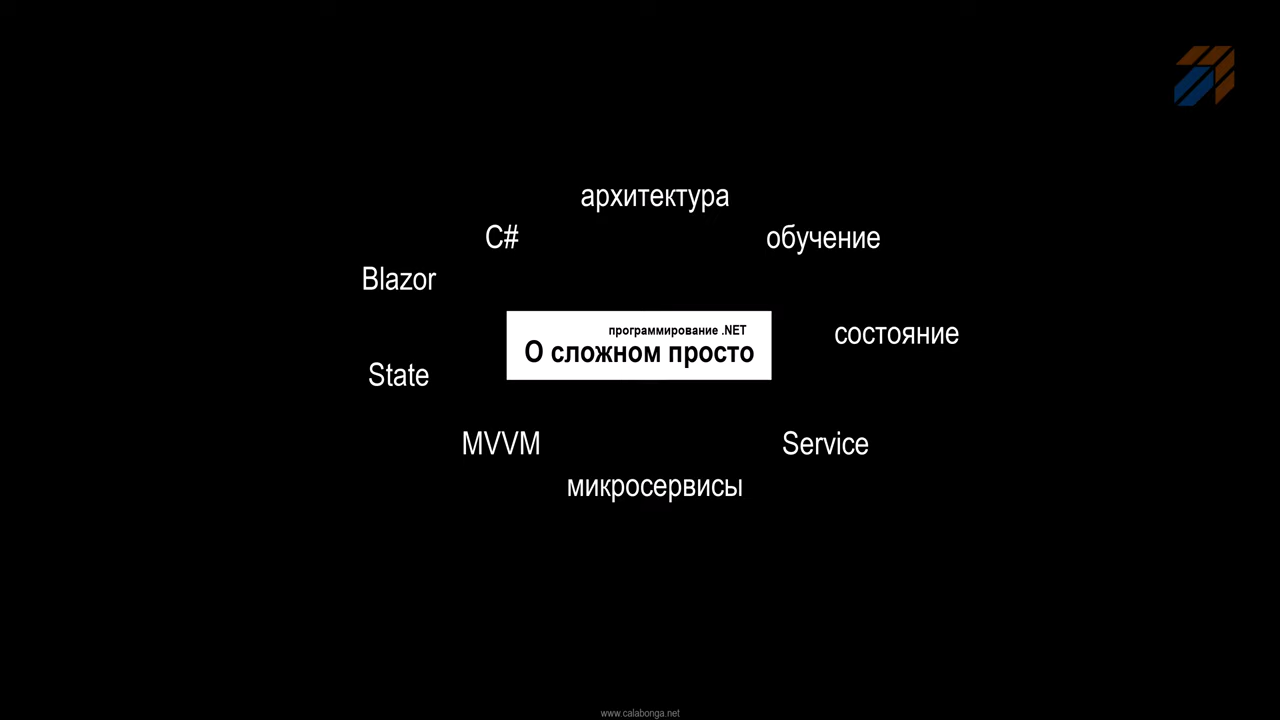 архитектура
C#
обучение
Blazor
программирование .NET
О сложном просто
состояние
State
MVVM
Service
микросервисы
www.calabonga.net